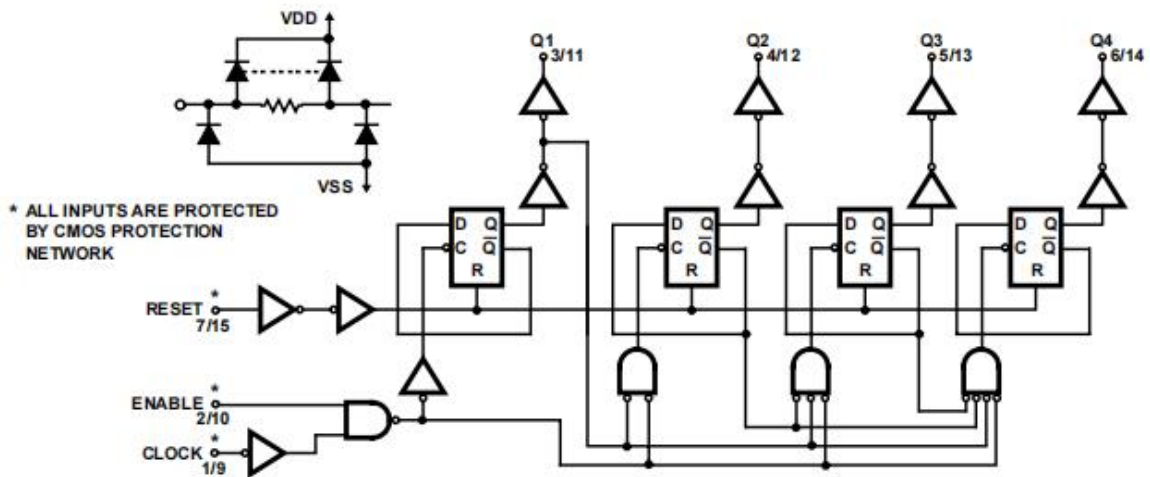 VDD
VSS
* ALL INPUTS ARE PROTECTED
BY CMOS PROTECTION
NETWORK
Q1
3/11
Q2
4/12
Q3
5/13
Q4
6/14
D Q
C Q̅
R
D Q
C Q̅
R
D Q
C Q̅
R
D Q
C Q̅
R
*
RESET
7/15
*
ENABLE
2/10
*
CLOCK
1/9